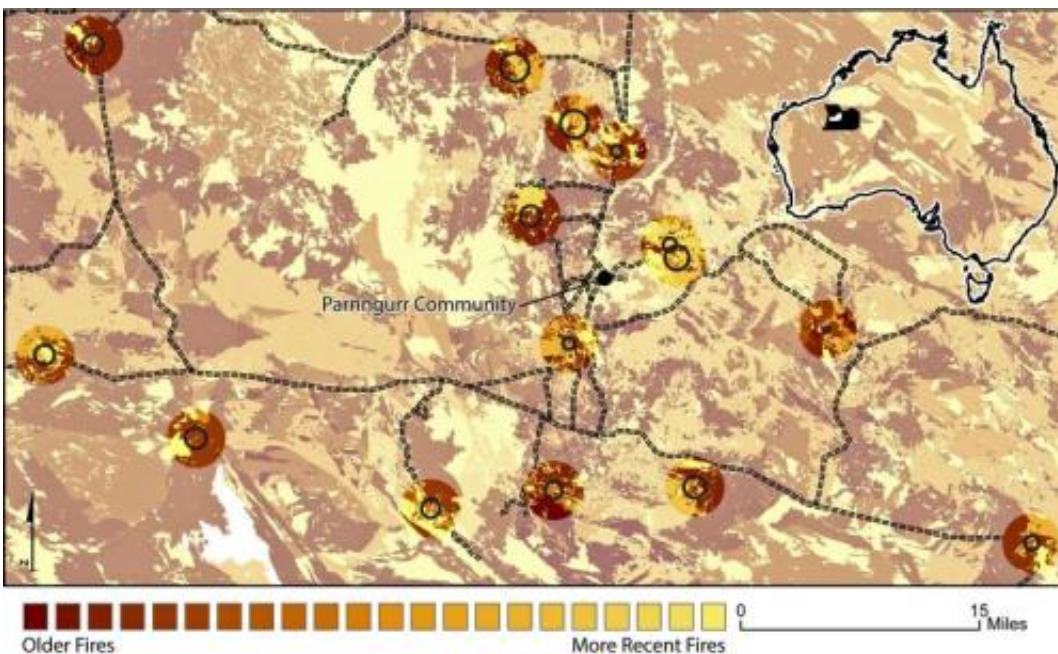 Parnngurr Community
N
0
15
Miles
Older Fires
More Recent Fires